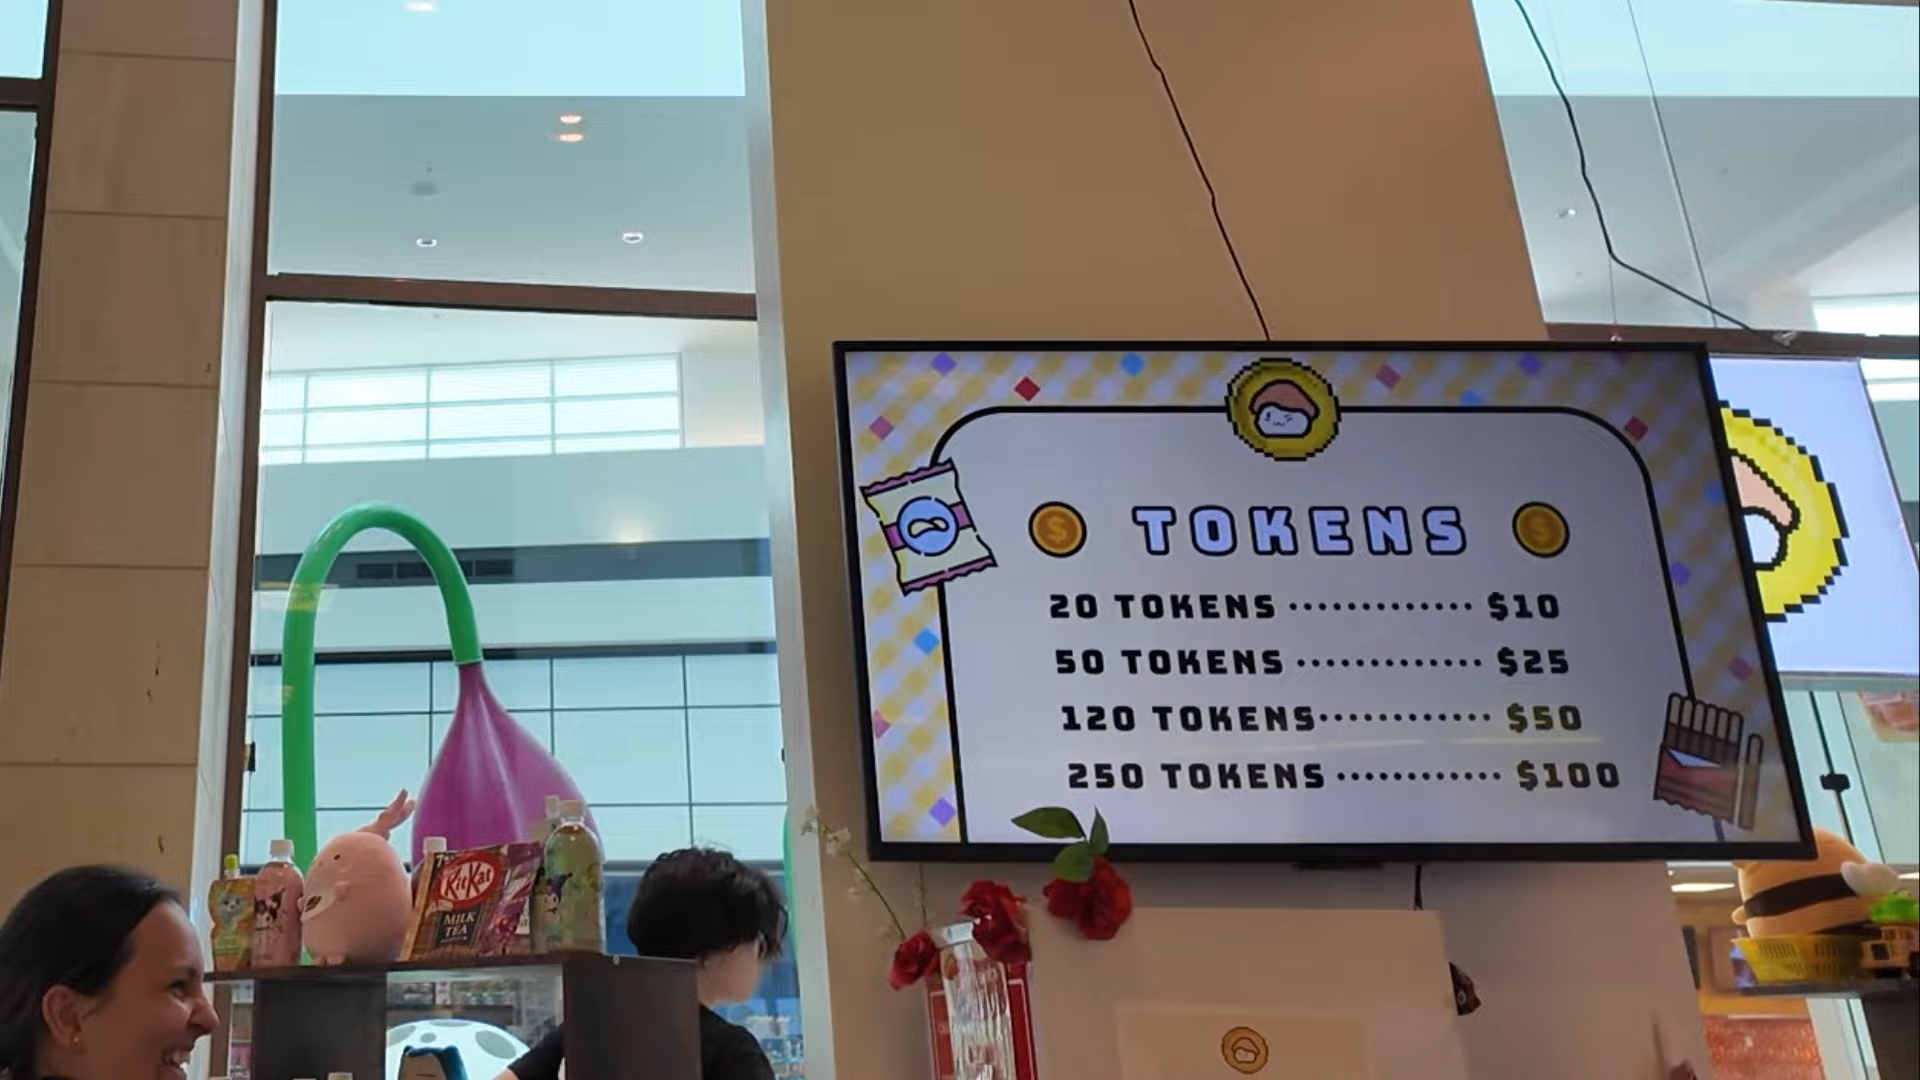 TOKENS
20 TOKENS ············· $10
50 TOKENS ············· $25
120 TOKENS ············ $50
250 TOKENS ············ $100
KitKat
MILK
TEA